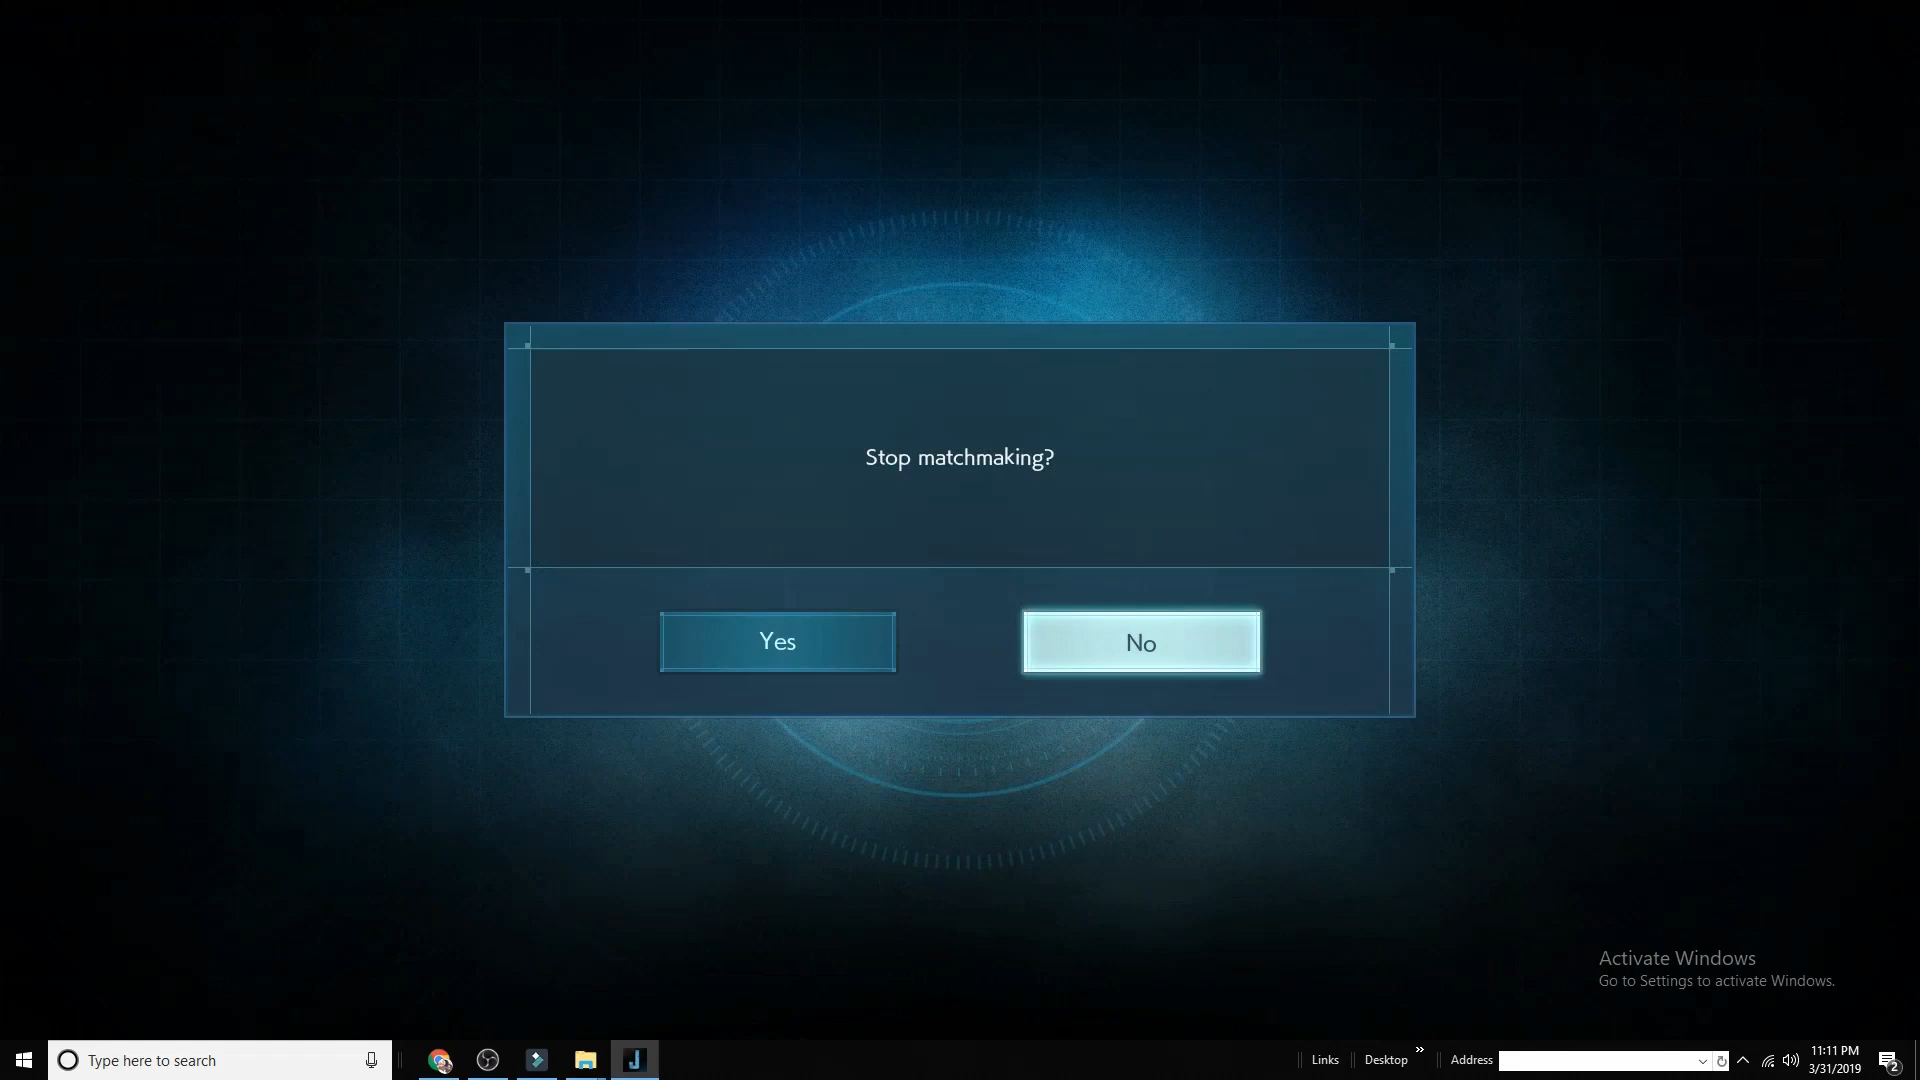 Stop matchmaking?
Yes
No
Activate Windows
Go to Settings to activate Windows.
Type here to search
J
Links
Desktop
»
Address
11:11 PM
3/31/2019
2